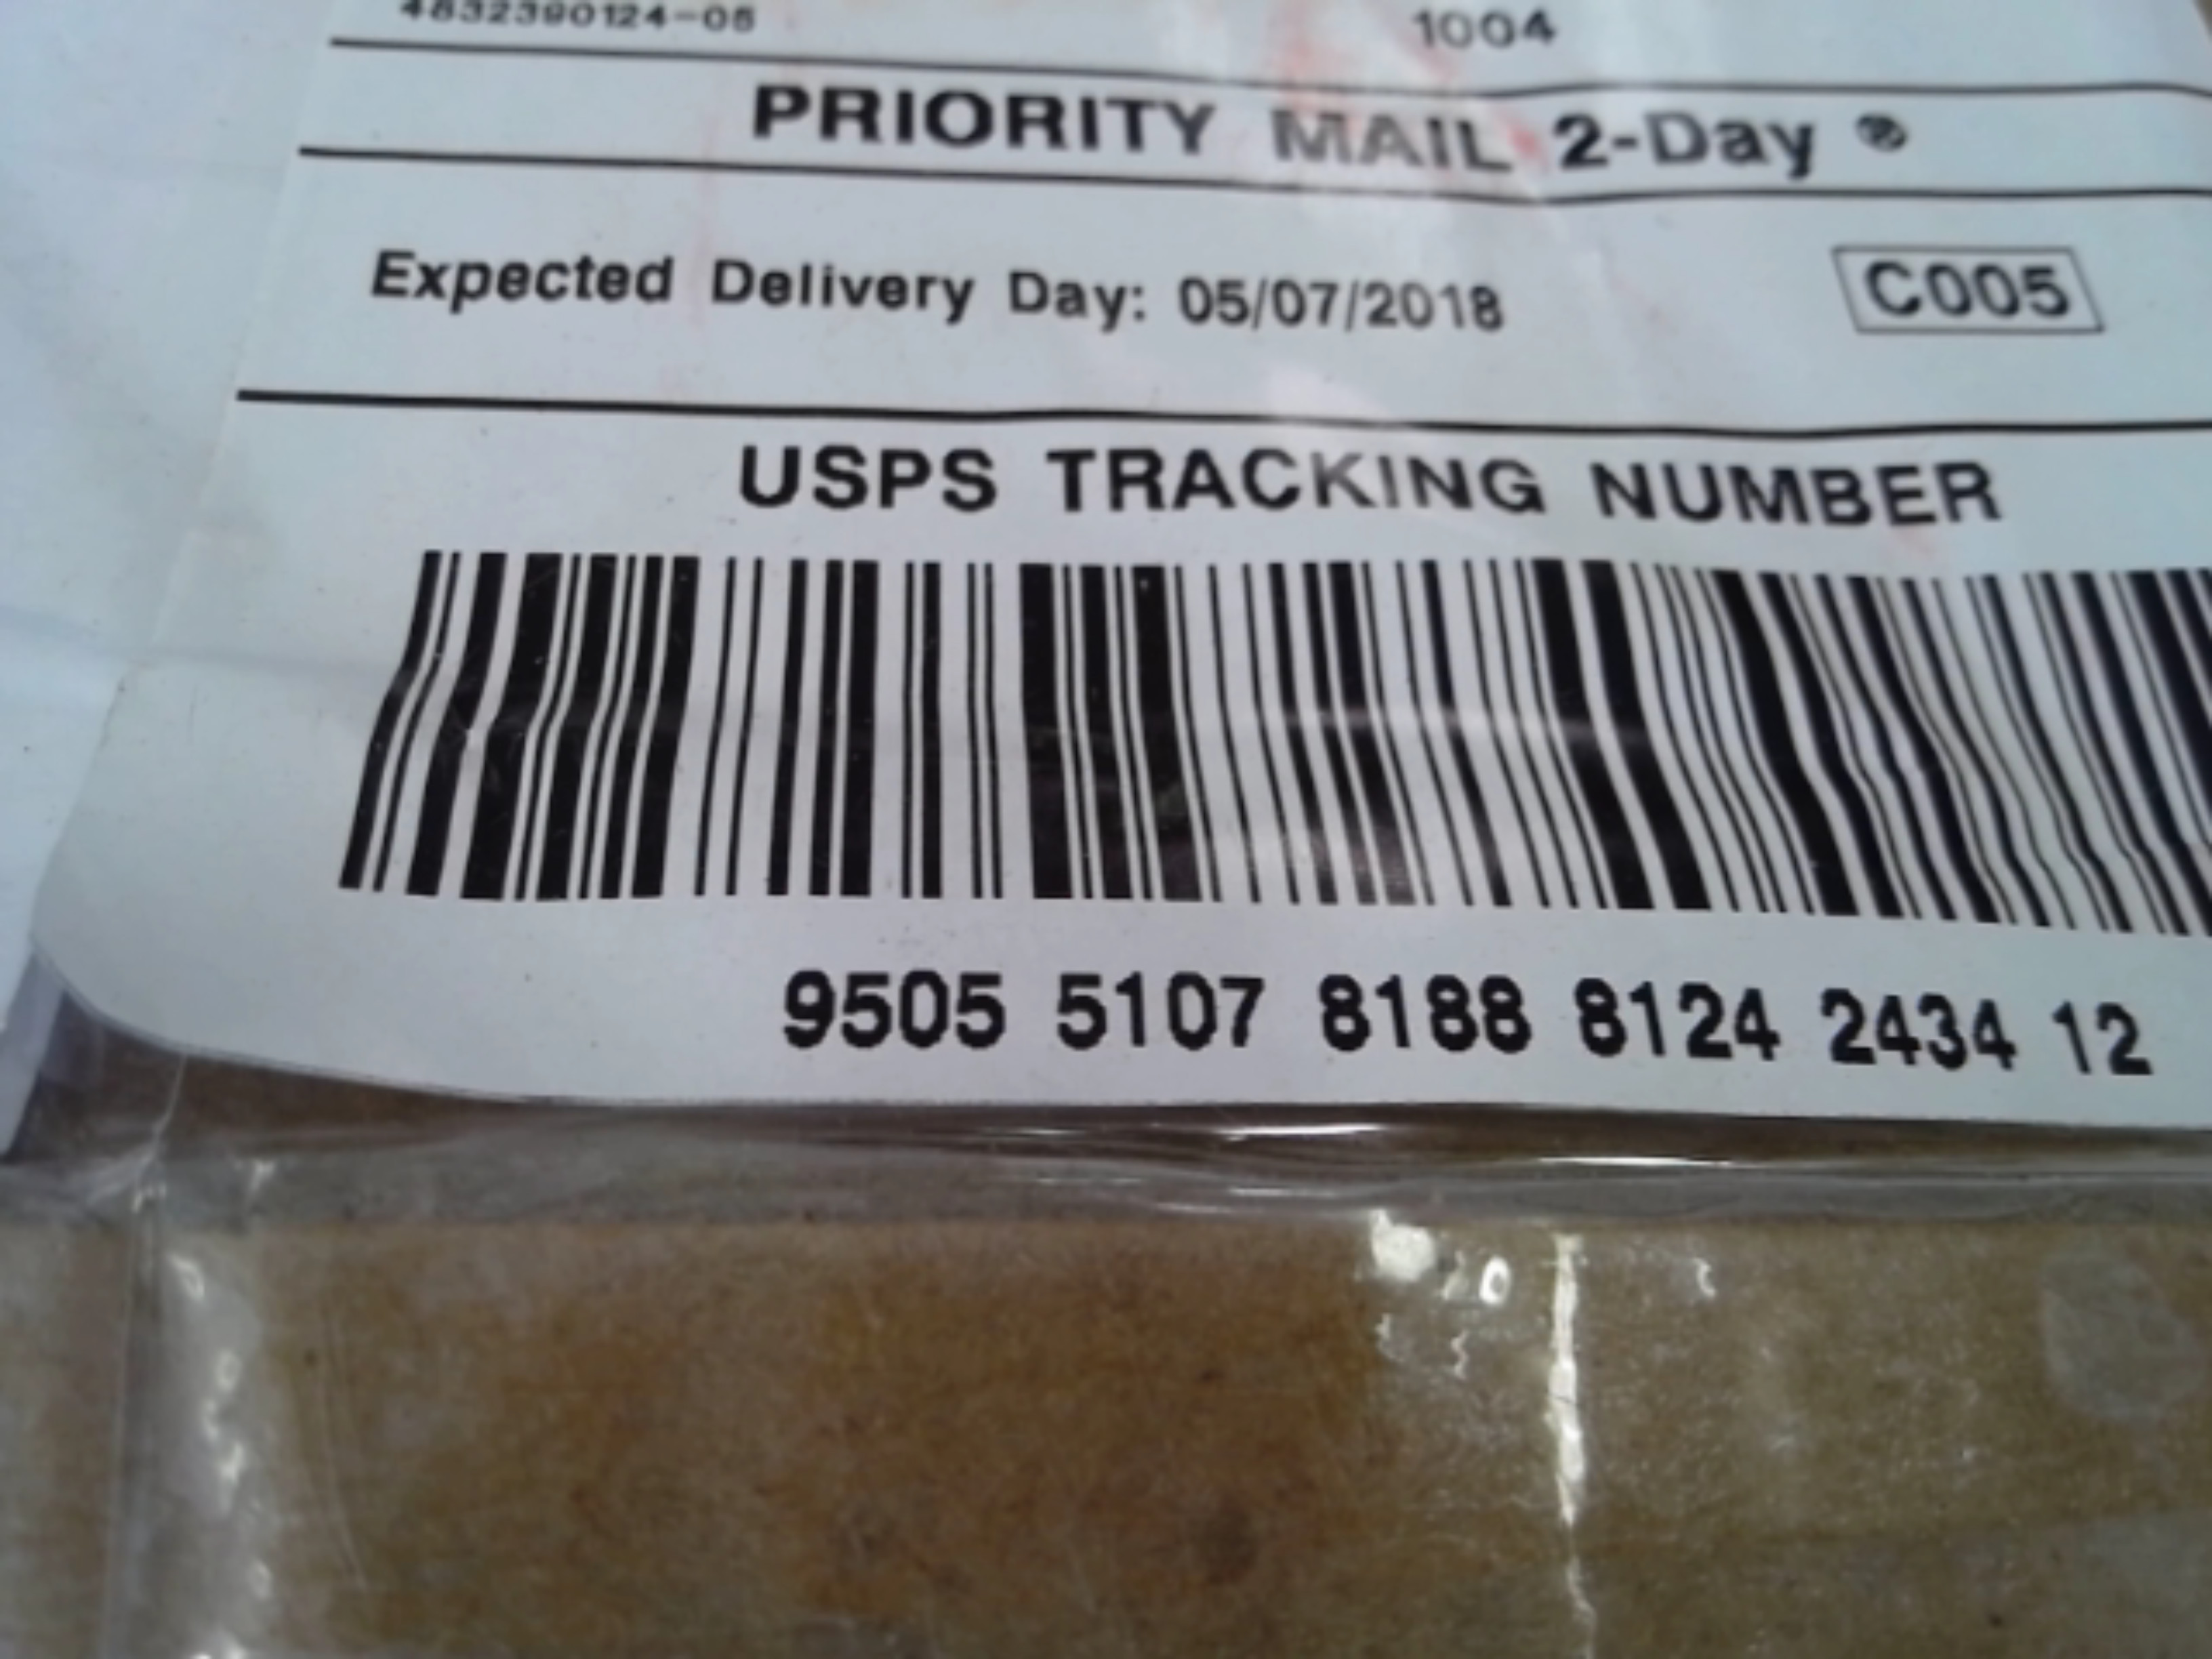 4832390124-05 1004
PRIORITY MAIL 2-Day ®
Expected Delivery Day: 05/07/2018 C005
USPS TRACKING NUMBER
9505 5107 8188 8124 2434 12